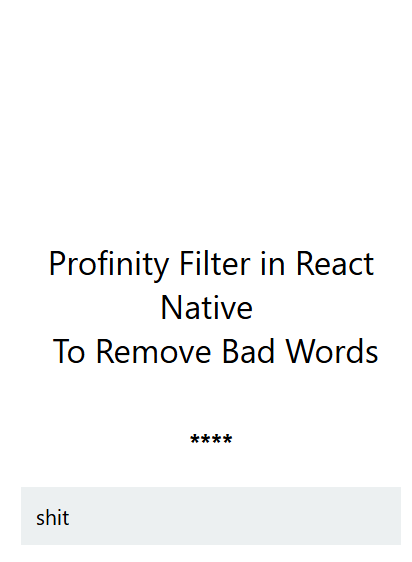 Profinity Filter in React
Native
To Remove Bad Words
****
shit